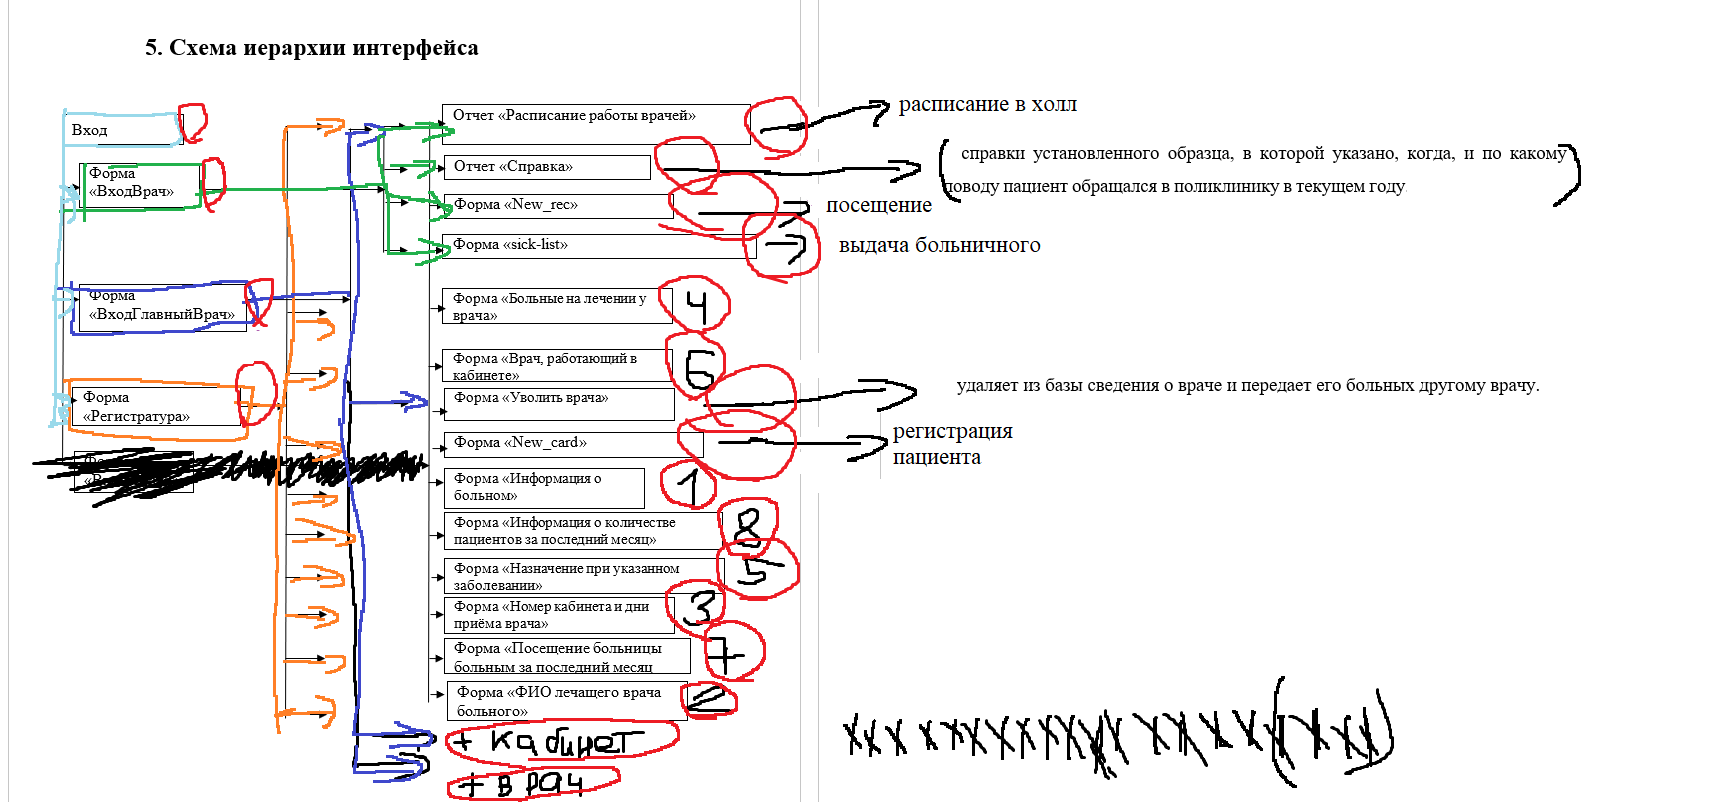 5. Схема иерархии интерфейса
Вход
Форма
«ВходВрач»
Форма
«ВходГлавныйВрач»
Форма
«Регистратура»
Отчет «Расписание работы врачей»
расписание в холл
Отчет «Справка»
справки установленного образца, в которой указано, когда, и по какому
поводу пациент обращался в поликлинику в текущем году
Форма «New_rec»
посещение
Форма «sick-list»
выдача больничного
Форма «Больные на лечении у
врача»
4
Форма «Врач, работающий в
кабинете»
Форма «Уволить врача»
удаляет из базы сведения о враче и передает его больных другому врачу.
Форма «New_card»
регистрация
пациента
Форма «Информация о
больном»
1
Форма «Информация о количестве
пациентов за последний месяц»
8
Форма «Назначение при указанном
заболевании»
5
Форма «Номер кабинета и дни
приёма врача»
3
Форма «Посещение больницы
больным за последний месяц
7
Форма «ФИО лечащего врача
больного»
2
+ кабинет
+ врач